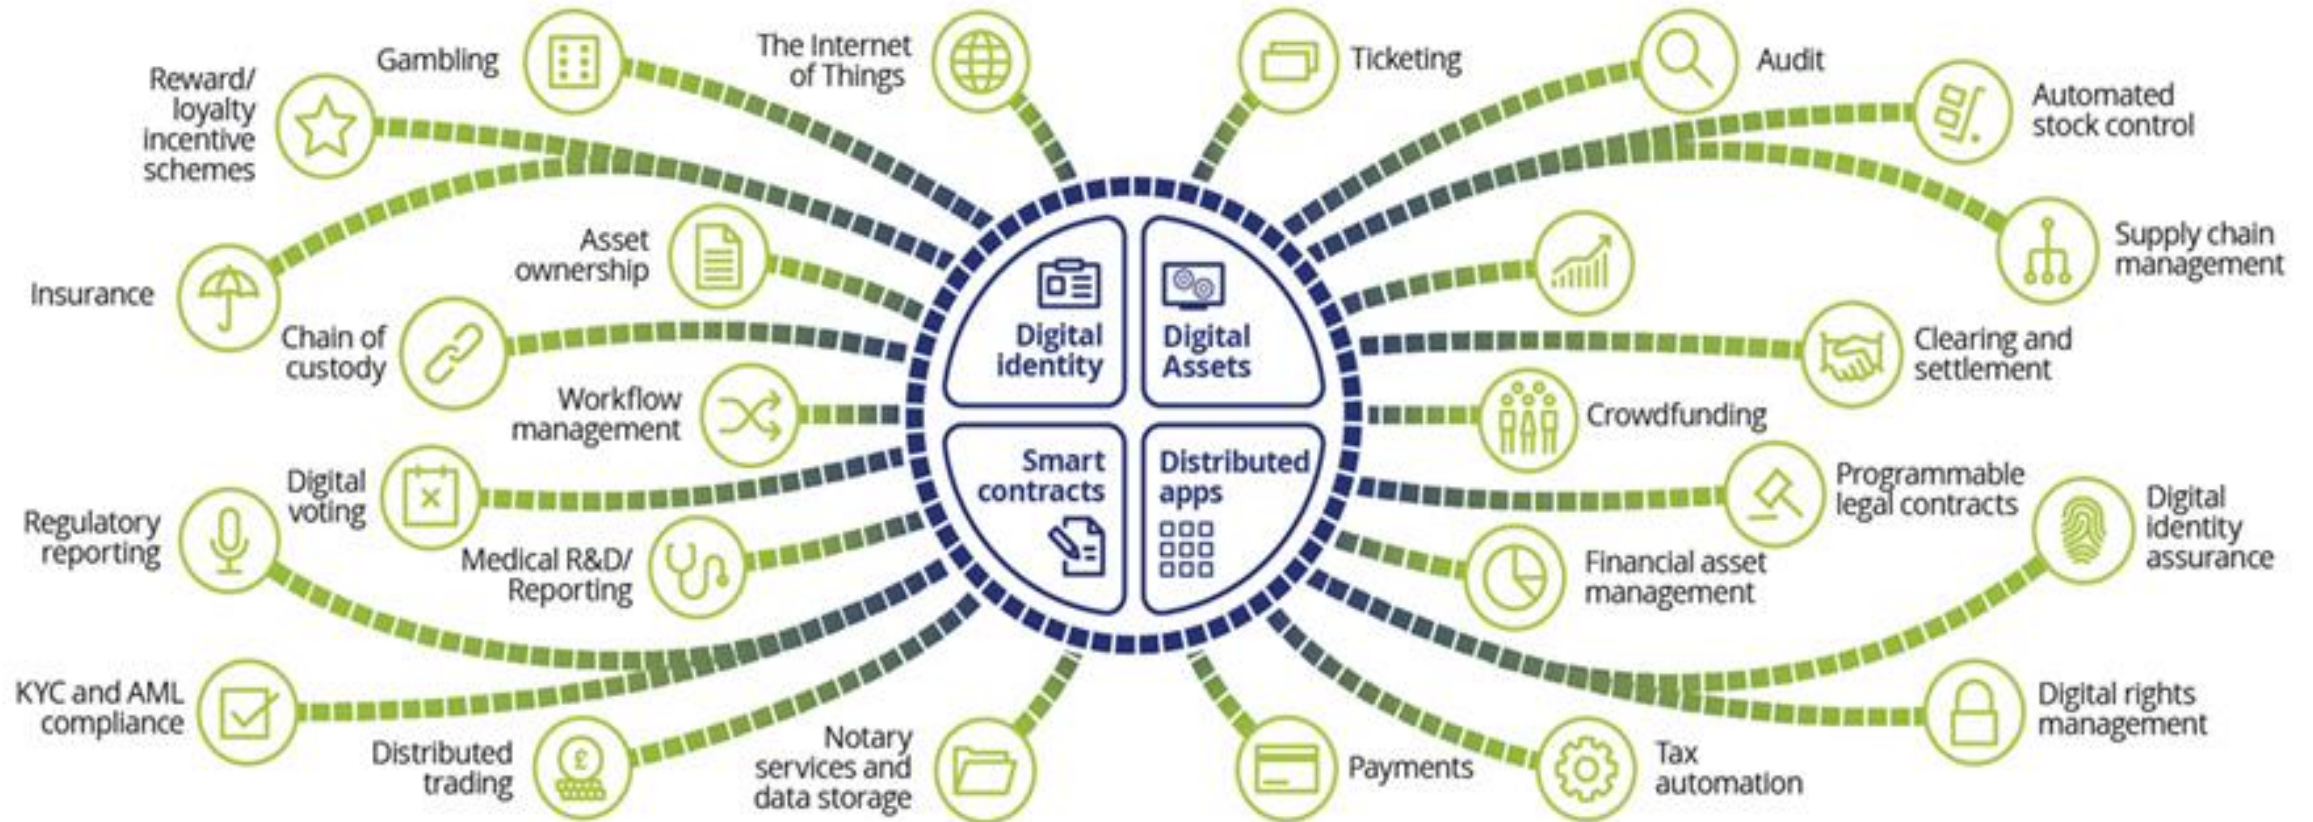 Gambling
The Internet
of Things
Ticketing
Audit
Reward/
loyalty
incentive
schemes
Automated
stock control
Asset
ownership
Supply chain
management
Insurance
Chain of
custody
Digital
identity
Digital
Assets
Clearing and
settlement
Workflow
management
Crowdfunding
Digital
voting
Smart
contracts
Distributed
apps
Programmable
legal contracts
Digital
identity
assurance
Regulatory
reporting
Medical R&D/
Reporting
Financial asset
management
KYC and AML
compliance
Digital rights
management
Distributed
trading
Notary
services and
data storage
Payments
Tax
automation
£